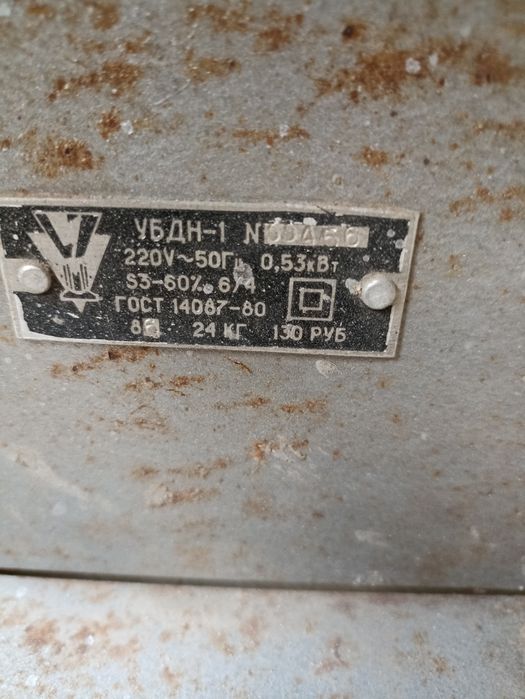 УБДН-1 N
220V~50Гц 0,53кВт
S3-60% 6/4
ГОСТ 14087-80
24 КГ 130 РУБ